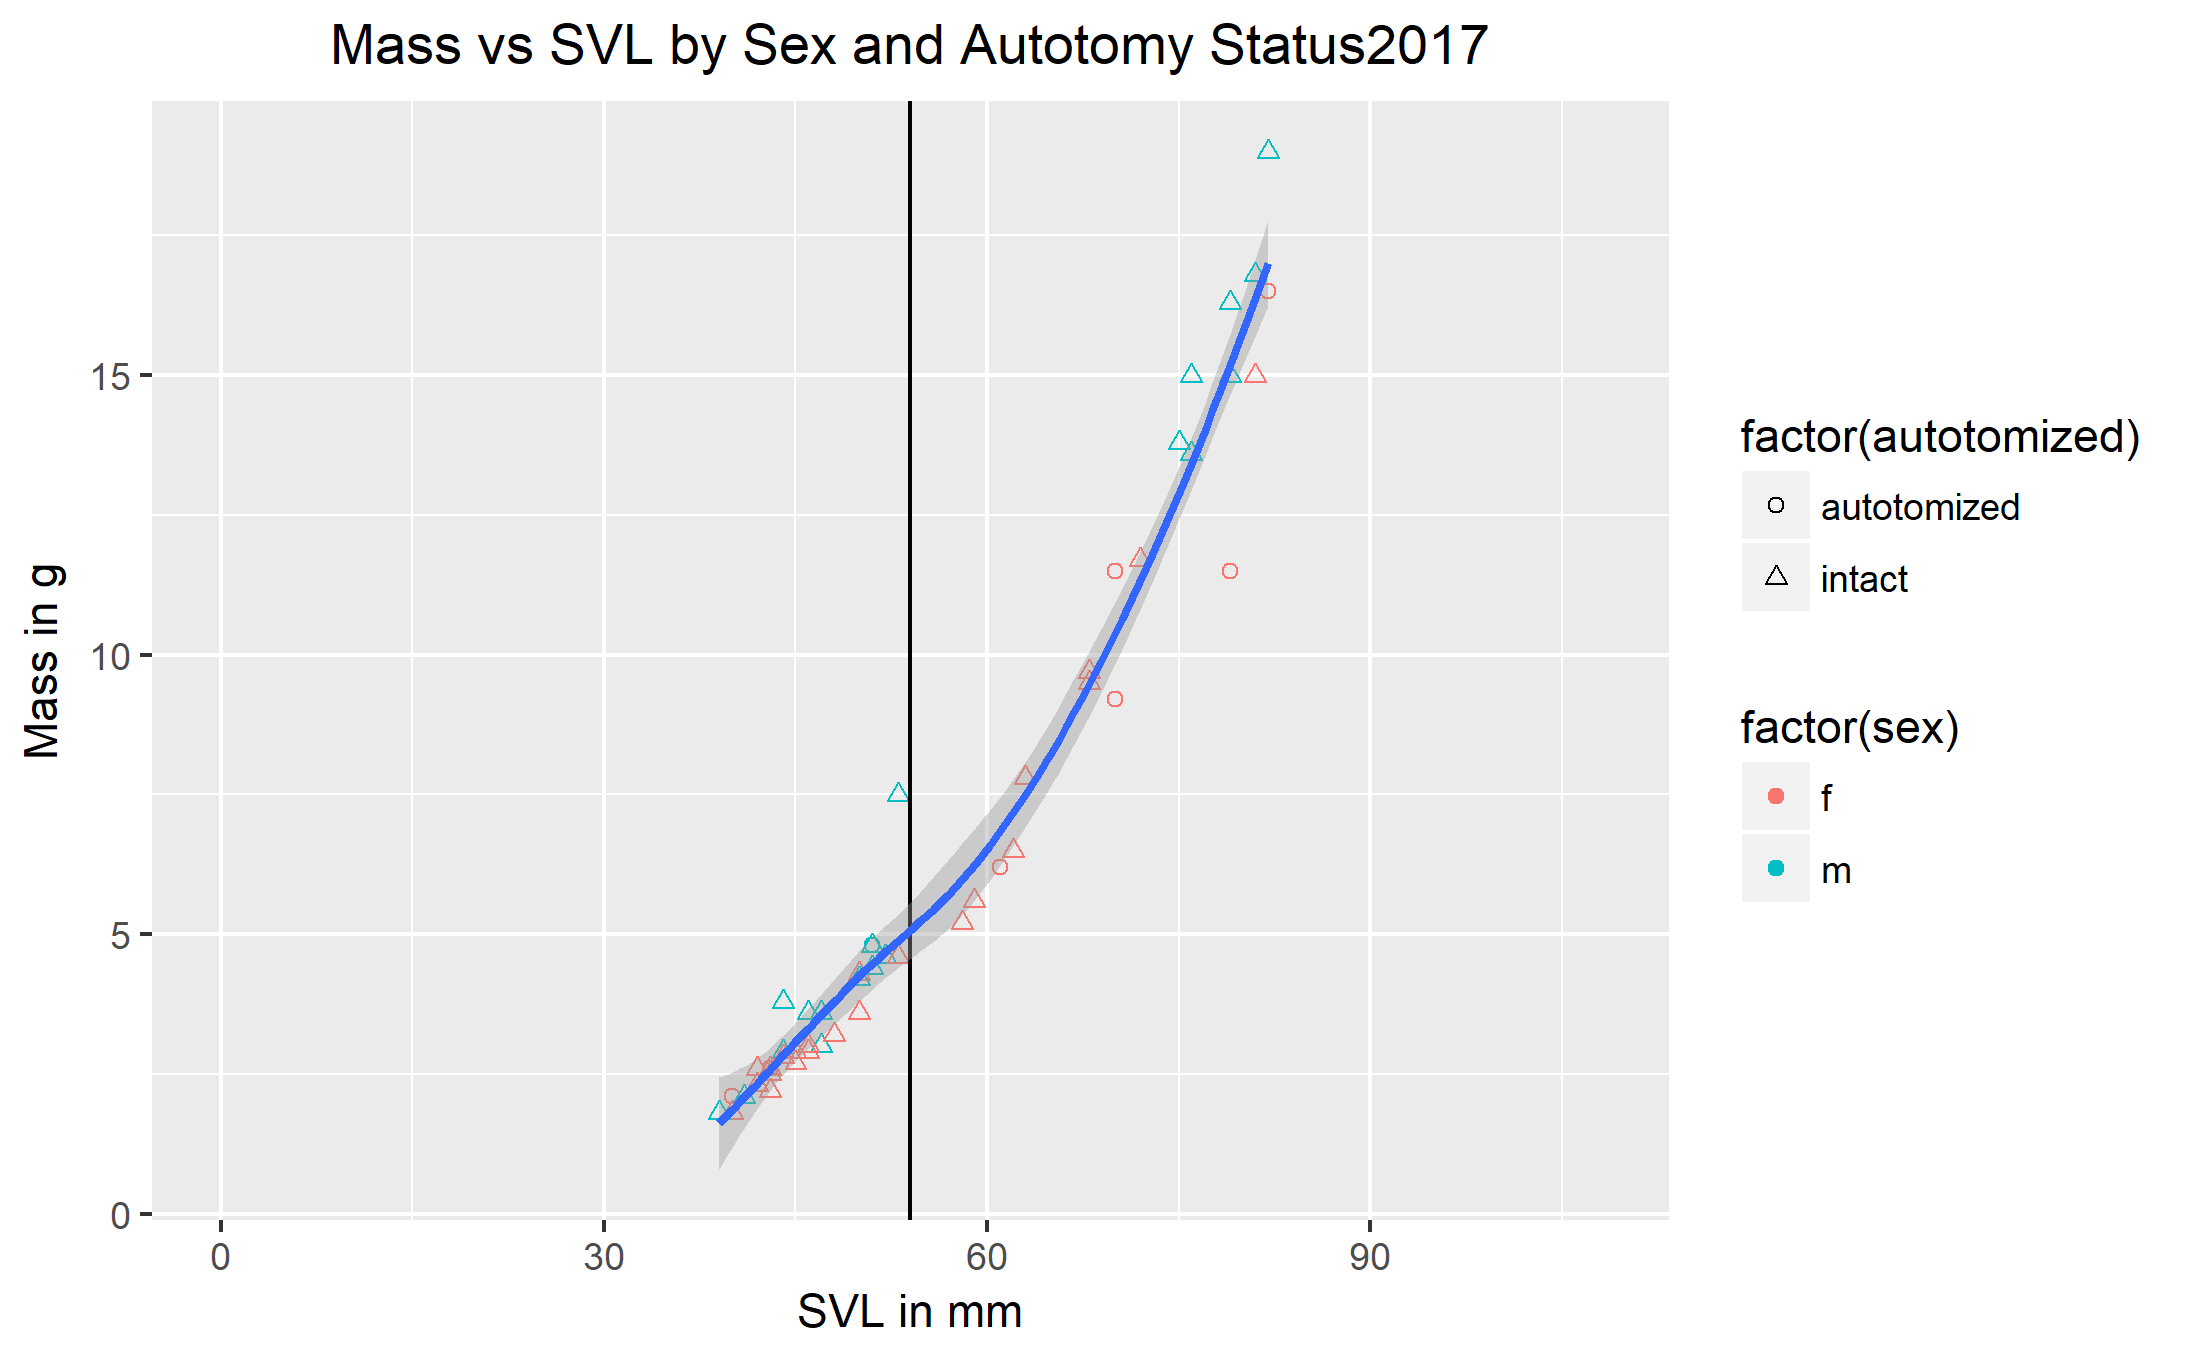 Mass vs SVL by Sex and Autotomy Status2017
Mass in g
15
10
5
0
0
30
60
90
SVL in mm
factor(autotomized)
autotomized
intact
factor(sex)
f
m